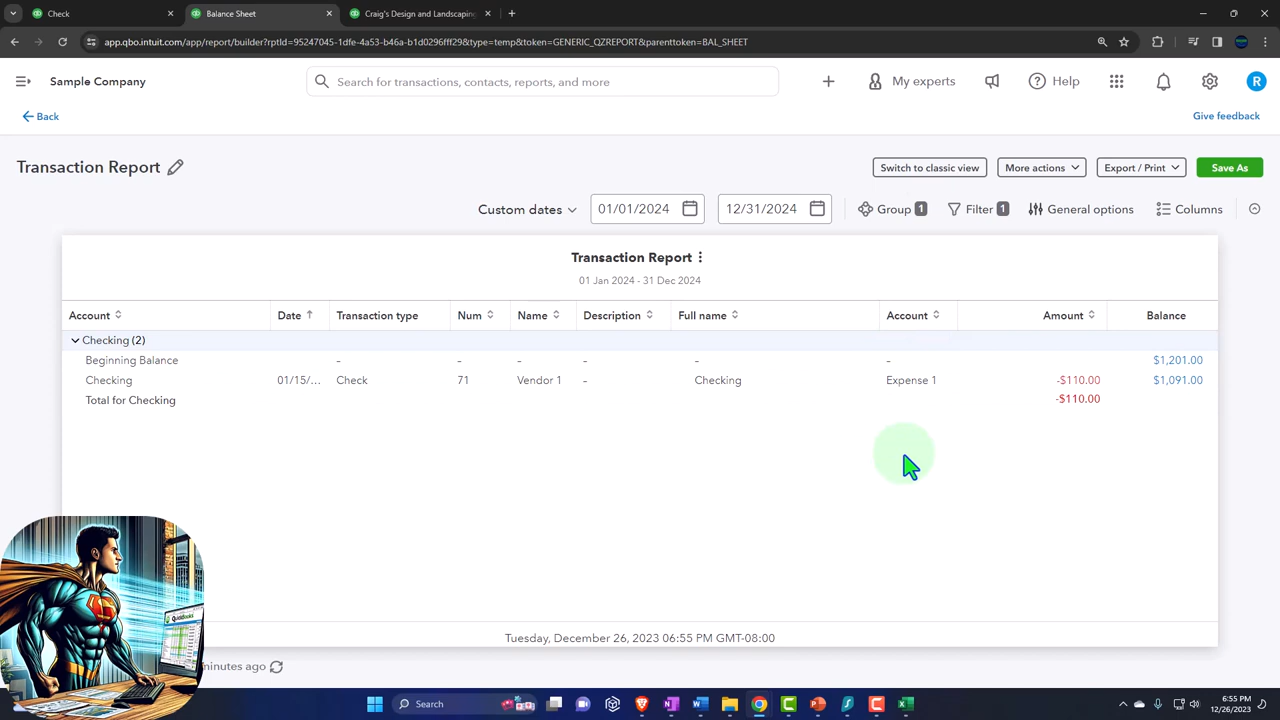 Check
Balance Sheet
Craig's Design and Landscaping
app.qbo.intuit.com/app/report/builder?rptId=95247045-1dfe-4a53-b46a-b1d0296fff29&type=temp&token=GENERIC_QZREPORT&parenttoken=BAL_SHEET
Sample Company
Search for transactions, contacts, reports, and more
My experts
Help
R
Back
Give feedback
Transaction Report
Switch to classic view
More actions
Export / Print
Save As
Custom dates
01/01/2024
12/31/2024
Group 1
Filter 1
General options
Columns
Transaction Report
01 Jan 2024 - 31 Dec 2024
Account Date Transaction type Num Name Description Full name Account Amount Balance
Checking (2)
Beginning Balance – – – – – $1,201.00
Checking 01/15/... Check 71 Vendor 1 – Checking Expense 1 -$110.00 $1,091.00
Total for Checking -$110.00
Tuesday, December 26, 2023 06:55 PM GMT-08:00
minutes ago
QuickBooks
Search
6:55 PM
12/26/2023